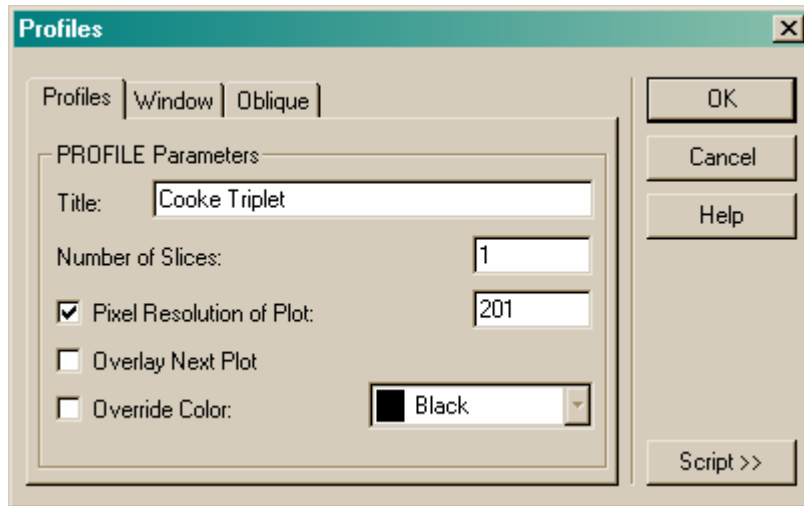 Profiles
Profiles Window Oblique
PROFILE Parameters
Title: Cooke Triplet
Number of Slices: 1
Pixel Resolution of Plot: 201
Overlay Next Plot
Override Color: Black
OK
Cancel
Help
Script >>